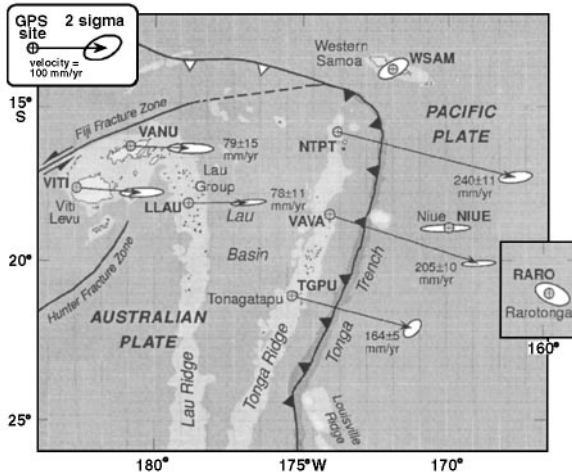 GPS site
2 sigma
velocity = 100 mm/yr
Western Samoa
WSAM
15°
S
Fiji Fracture Zone
PACIFIC PLATE
VANU
79±15 mm/yr
NTPT
240±11 mm/yr
VITI
Viti Levu
LLAU
Lau Group
78±11 mm/yr
Lau Basin
VAVA
Niue
NIUE
205±10 mm/yr
20°
Hunter Fracture Zone
TGPU
Tonagatapu
164±5 mm/yr
RARO
Rarotonga
160°
AUSTRALIAN PLATE
Lau Ridge
Tonga Ridge
Tonga Trench
Louisville Ridge
25°
180°
175°W
170°